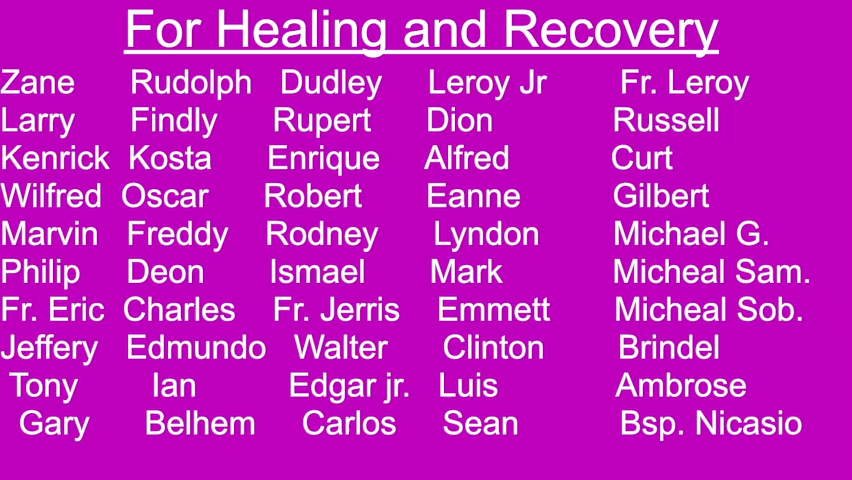 For Healing and Recovery
Zane Rudolph Dudley Leroy Jr Fr. Leroy
Larry Findly Rupert Dion Russell
Kenrick Kosta Enrique Alfred Curt
Wilfred Oscar Robert Eanne Gilbert
Marvin Freddy Rodney Lyndon Michael G.
Philip Deon Ismael Mark Micheal Sam.
Fr. Eric Charles Fr. Jerris Emmett Micheal Sob.
Jeffery Edmundo Walter Clinton Brindel
Tony Ian Edgar jr. Luis Ambrose
Gary Belhem Carlos Sean Bsp. Nicasio